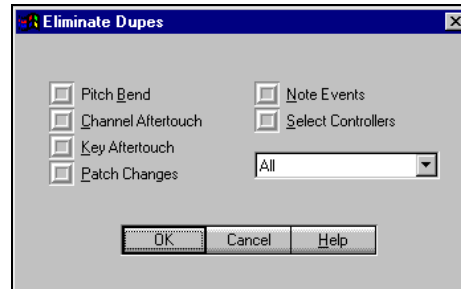 Eliminate Dupes
Pitch Bend
Channel Aftertouch
Key Aftertouch
Patch Changes
Note Events
Select Controllers
All
OK
Cancel
Help